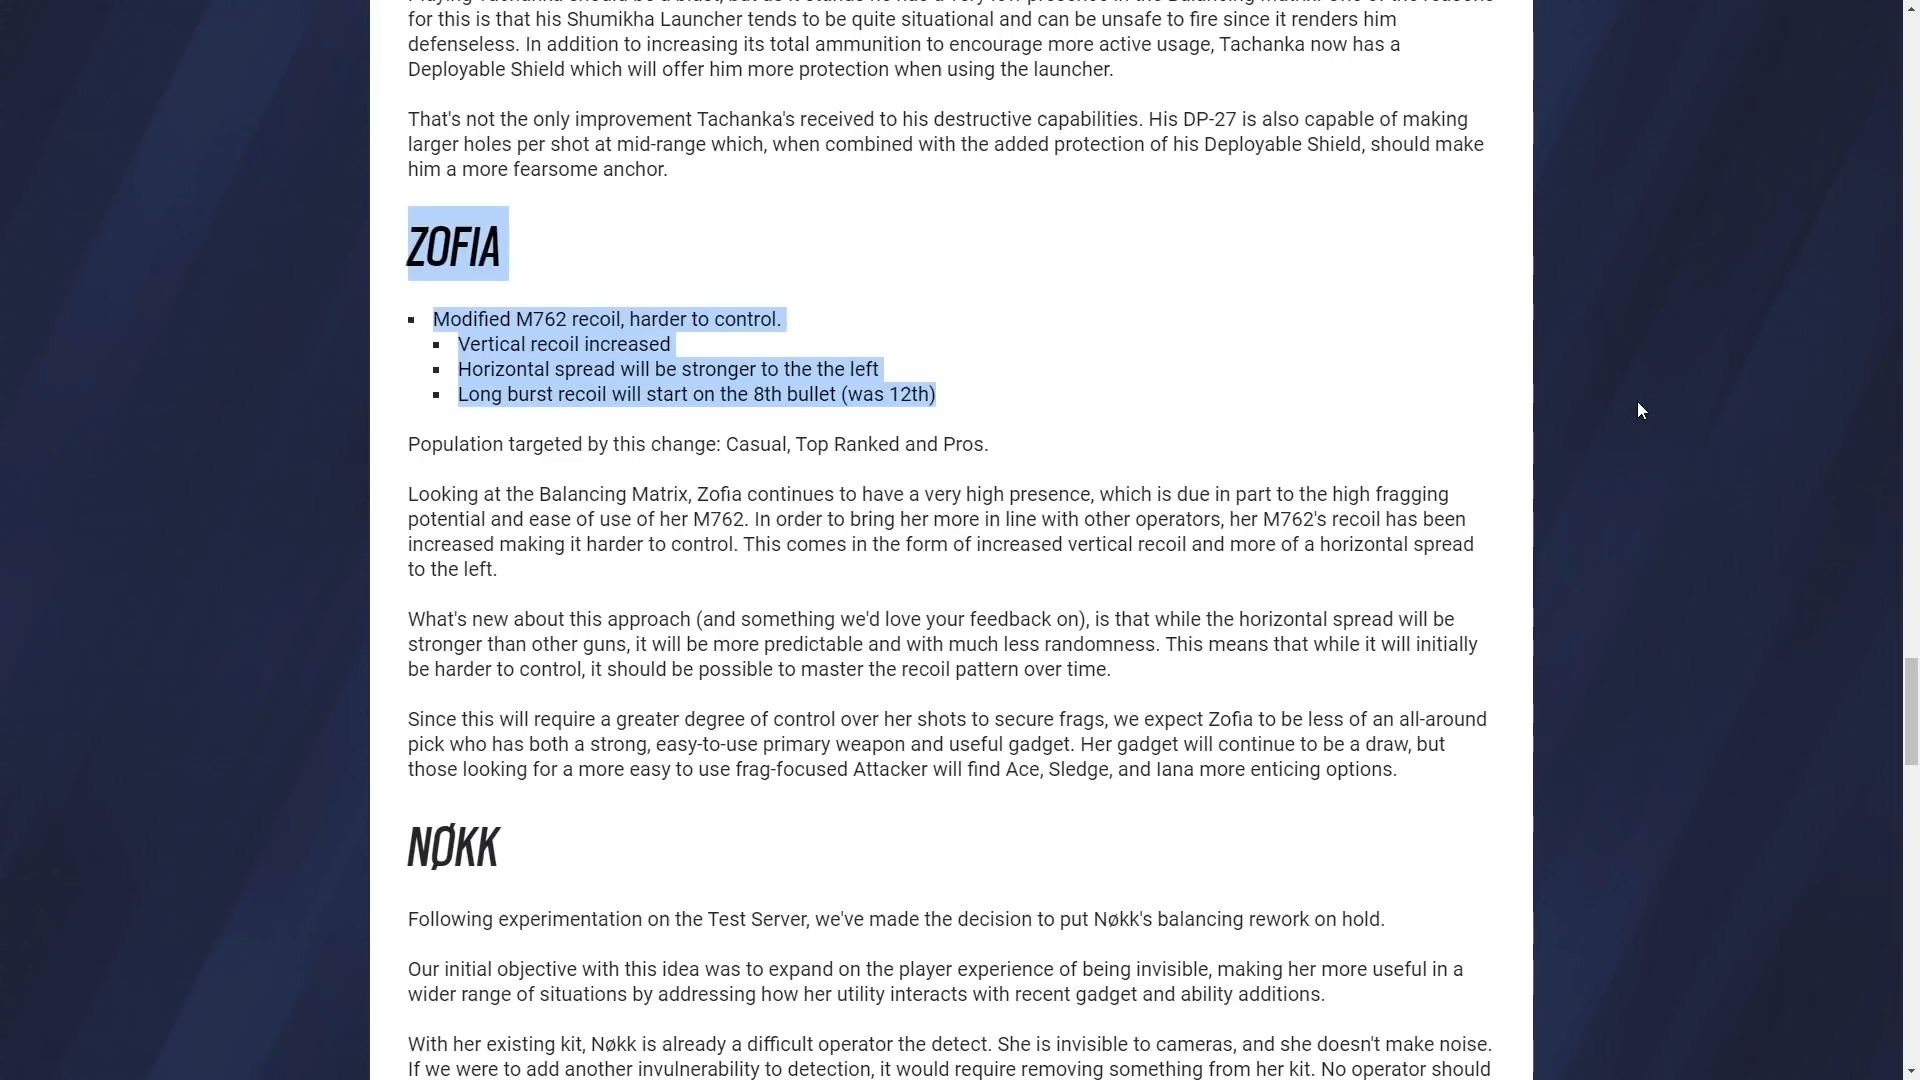 for this is that his Shumikha Launcher tends to be quite situational and can be unsafe to fire since it renders him
defenseless. In addition to increasing its total ammunition to encourage more active usage, Tachanka now has a
Deployable Shield which will offer him more protection when using the launcher.
That's not the only improvement Tachanka's received to his destructive capabilities. His DP-27 is also capable of making
larger holes per shot at mid-range which, when combined with the added protection of his Deployable Shield, should make
him a more fearsome anchor.
ZOFIA
Modified M762 recoil, harder to control.
Vertical recoil increased
Horizontal spread will be stronger to the the left
Long burst recoil will start on the 8th bullet (was 12th)
Population targeted by this change: Casual, Top Ranked and Pros.
Looking at the Balancing Matrix, Zofia continues to have a very high presence, which is due in part to the high fragging
potential and ease of use of her M762. In order to bring her more in line with other operators, her M762's recoil has been
increased making it harder to control. This comes in the form of increased vertical recoil and more of a horizontal spread
to the left.
What's new about this approach (and something we'd love your feedback on), is that while the horizontal spread will be
stronger than other guns, it will be more predictable and with much less randomness. This means that while it will initially
be harder to control, it should be possible to master the recoil pattern over time.
Since this will require a greater degree of control over her shots to secure frags, we expect Zofia to be less of an all-around
pick who has both a strong, easy-to-use primary weapon and useful gadget. Her gadget will continue to be a draw, but
those looking for a more easy to use frag-focused Attacker will find Ace, Sledge, and Iana more enticing options.
NØKK
Following experimentation on the Test Server, we've made the decision to put Nøkk's balancing rework on hold.
Our initial objective with this idea was to expand on the player experience of being invisible, making her more useful in a
wider range of situations by addressing how her utility interacts with recent gadget and ability additions.
With her existing kit, Nøkk is already a difficult operator the detect. She is invisible to cameras, and she doesn't make noise.
If we were to add another invulnerability to detection, it would require removing something from her kit. No operator should